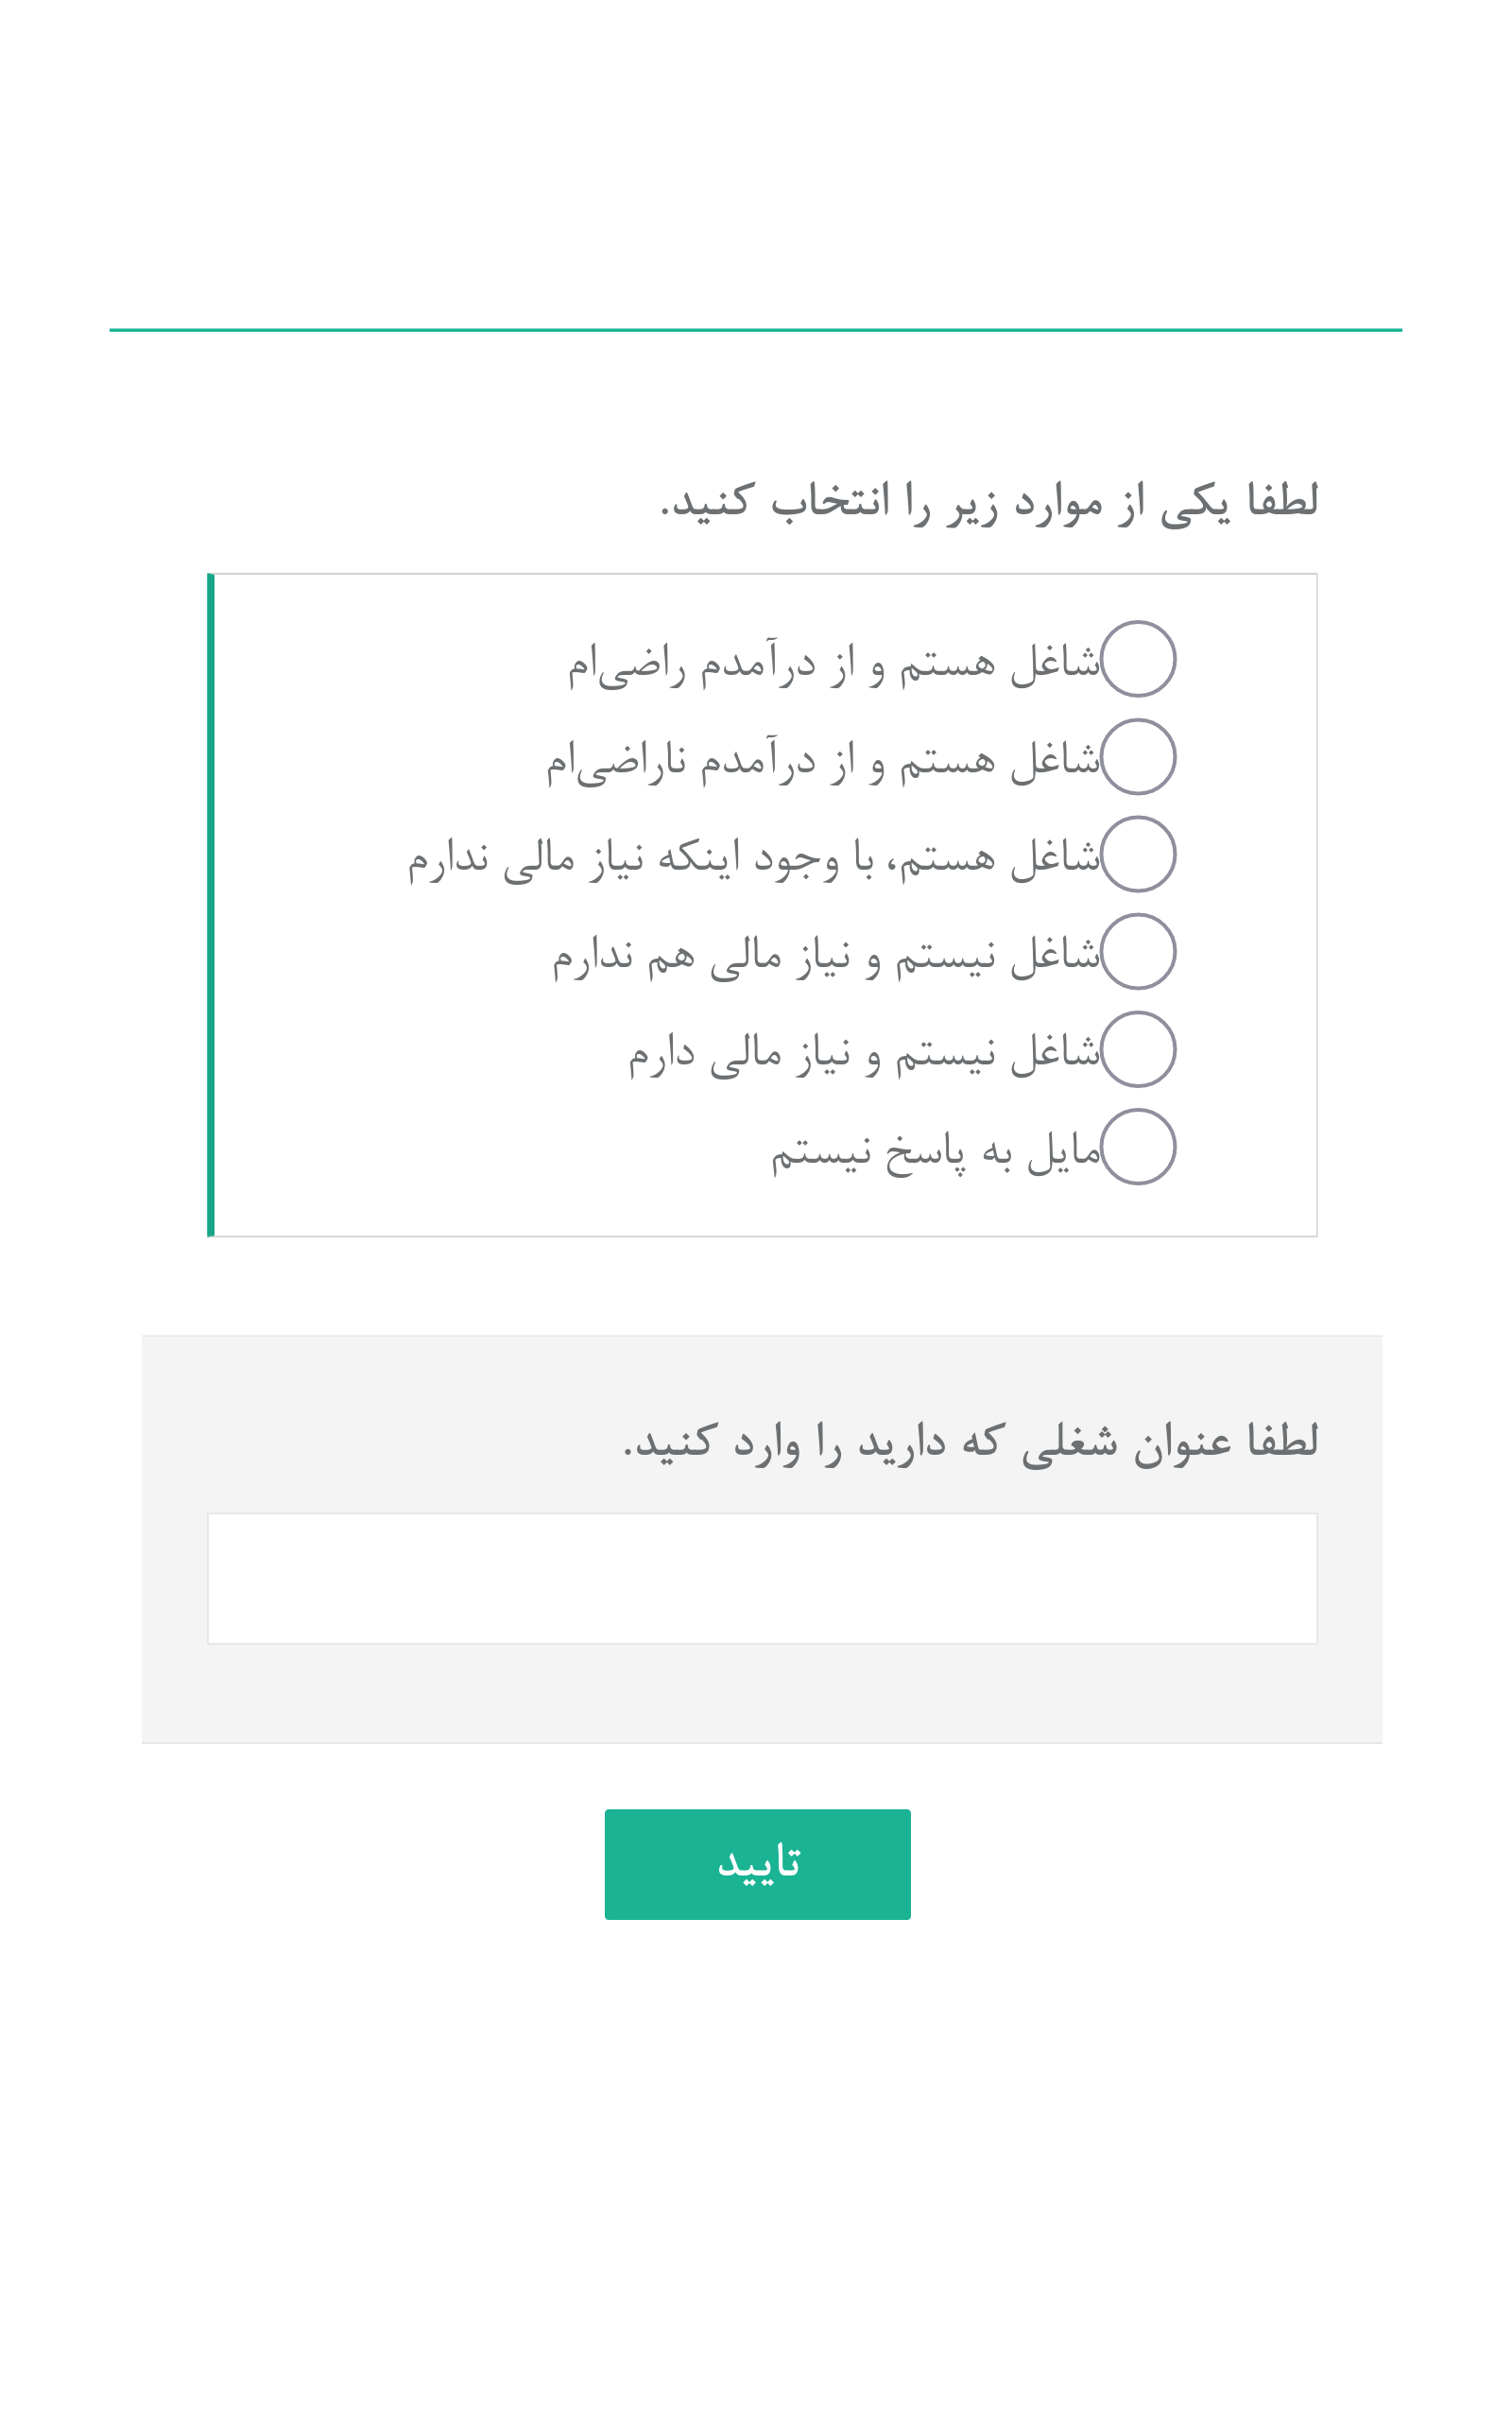 لطفا یکی از موارد زیر را انتخاب کنید.
شاغل هستم و از درآمدم راضی‌ام
شاغل هستم و از درآمدم ناراضی‌ام
شاغل هستم، با وجود اینکه نیاز مالی ندارم
شاغل نیستم و نیاز مالی هم ندارم
شاغل نیستم و نیاز مالی دارم
مایل به پاسخ نیستم
لطفا عنوان شغلی که دارید را وارد کنید.
تایید